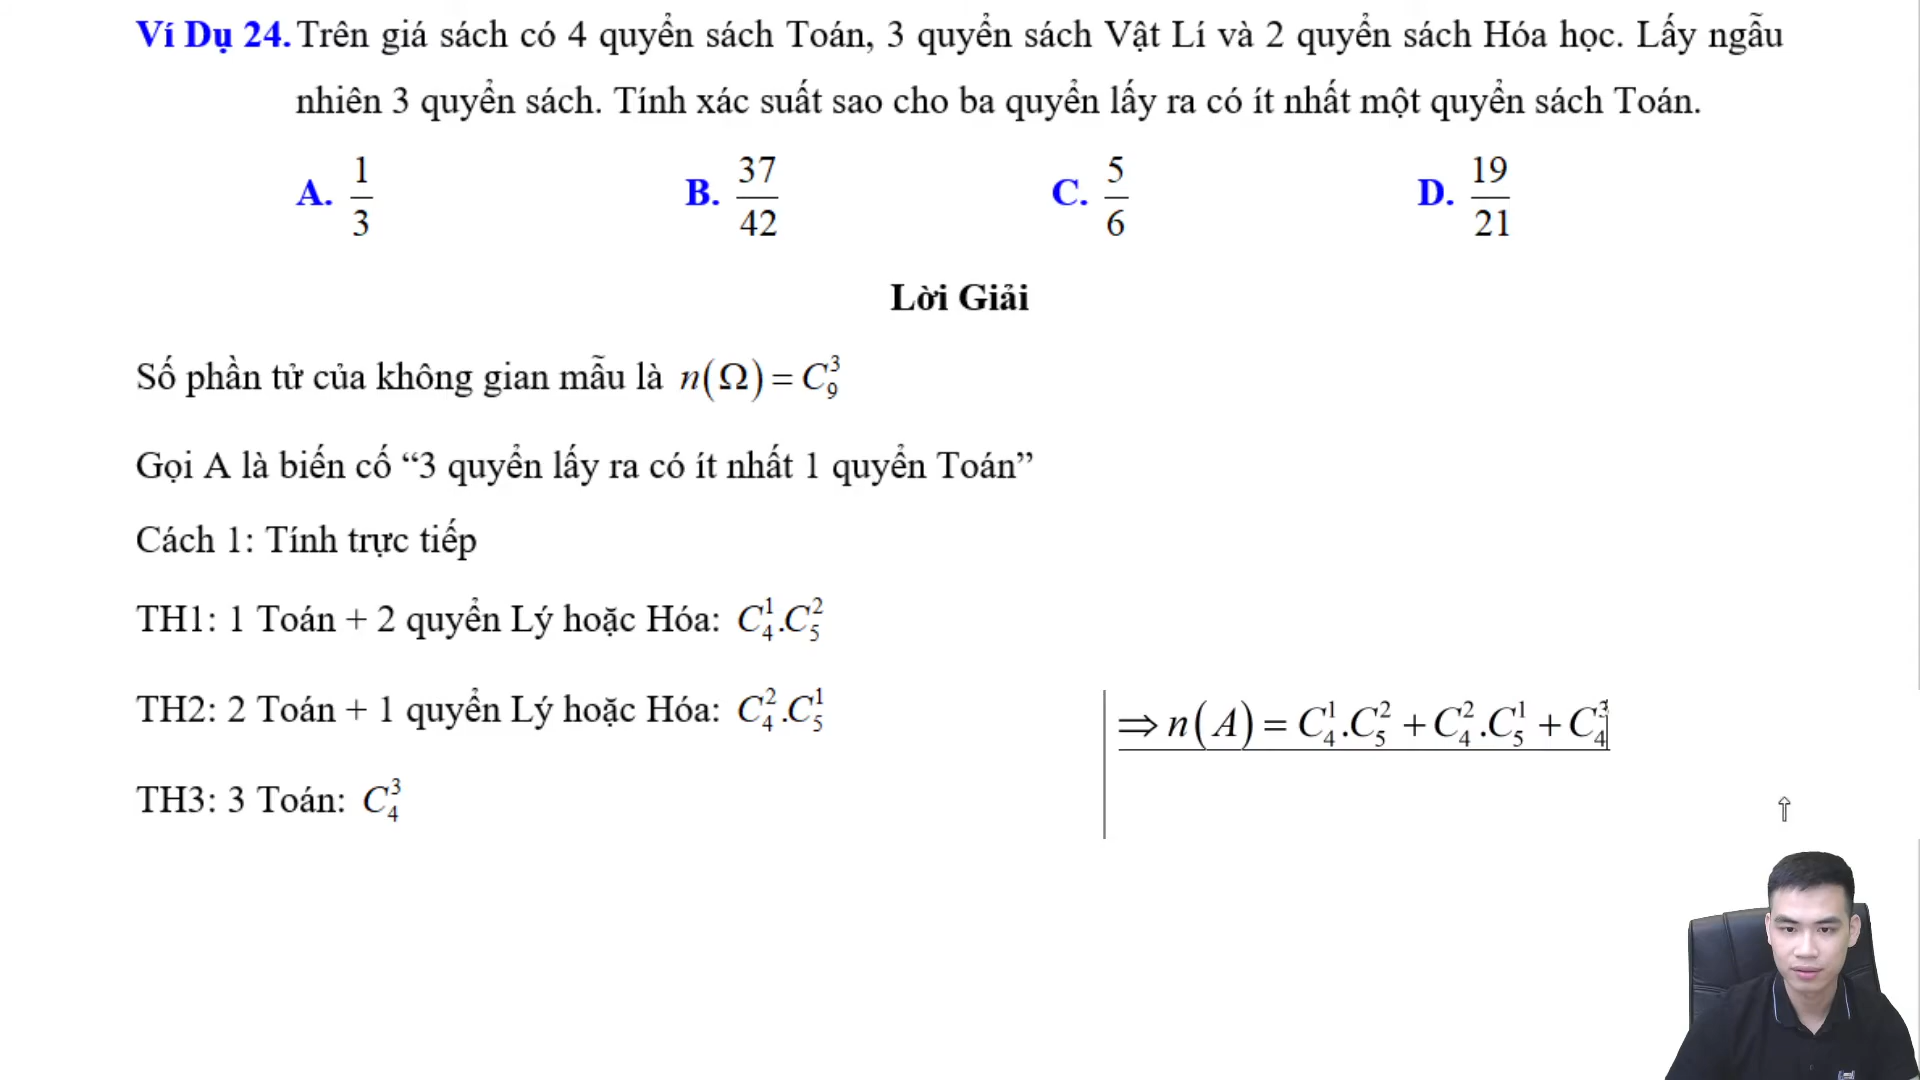 Ví Dụ 24. Trên giá sách có 4 quyển sách Toán, 3 quyển sách Vật Lí và 2 quyển sách Hóa học. Lấy ngẫu
nhiên 3 quyển sách. Tính xác suất sao cho ba quyển lấy ra có ít nhất một quyển sách Toán.
A. 1/3 B. 37/42 C. 5/6 D. 19/21
Lời Giải
Số phần tử của không gian mẫu là n(Ω) = C_9^3
Gọi A là biến cố “3 quyển lấy ra có ít nhất 1 quyển Toán”
Cách 1: Tính trực tiếp
TH1: 1 Toán + 2 quyển Lý hoặc Hóa: C_4^1.C_5^2
TH2: 2 Toán + 1 quyển Lý hoặc Hóa: C_4^2.C_5^1
⇒ n(A) = C_4^1.C_5^2 + C_4^2.C_5^1 + C_4^3
TH3: 3 Toán: C_4^3